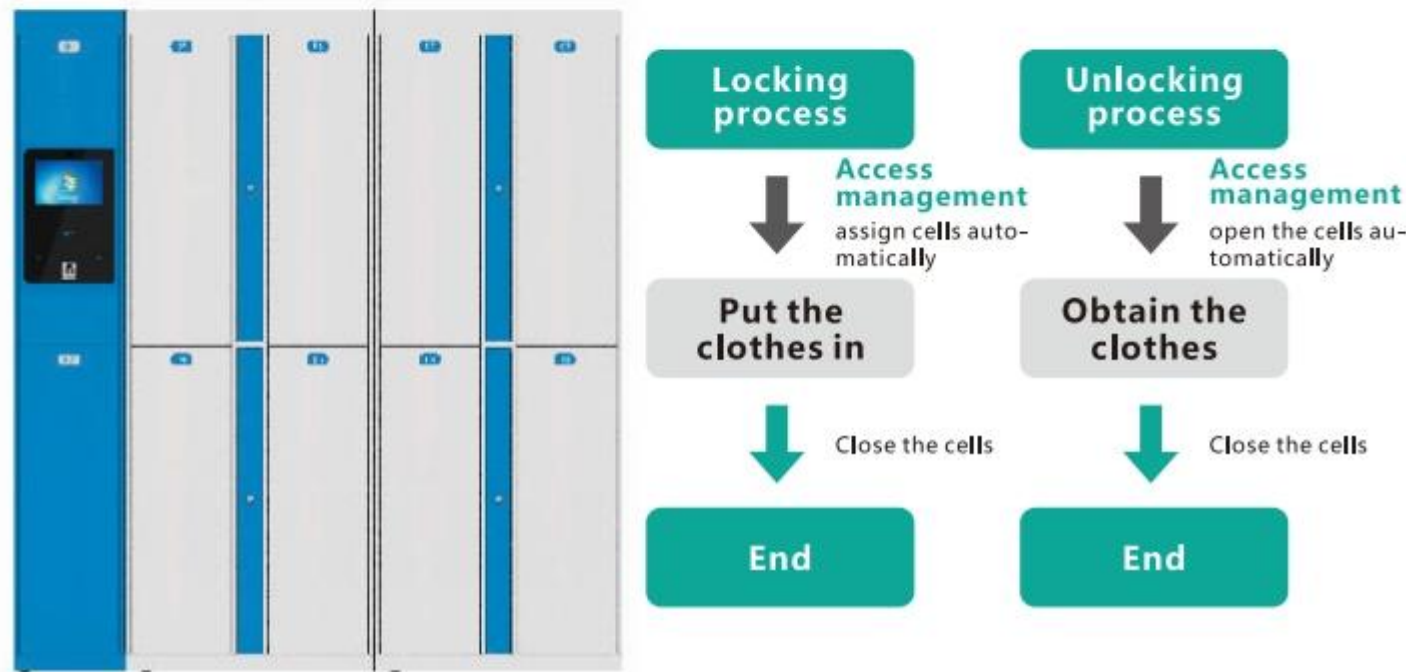 Locking
process
Access
management
assign cells auto-
matically
Put the
clothes in
Close the cells
End
Unlocking
process
Access
management
open the cells au-
tomatically
Obtain the
clothes
Close the cells
End